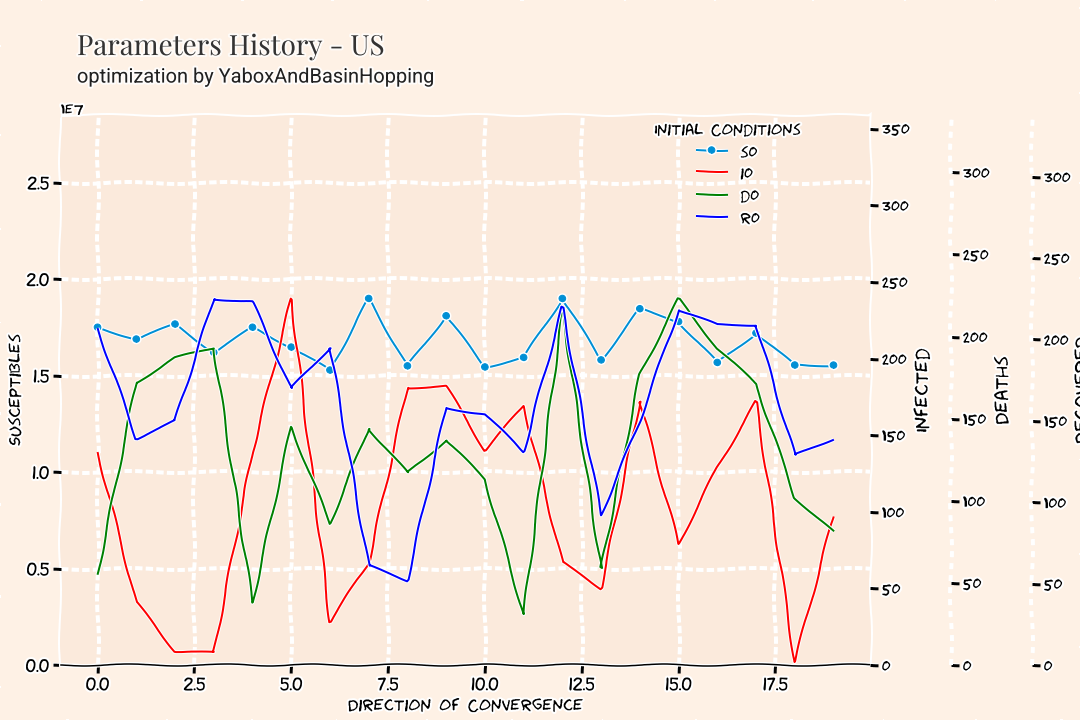 Parameters History - US
optimization by YaboxAndBasinHopping
1E7
INITIAL CONDITIONS
S0
I0
D0
R0
2.5
2.0
1.5
1.0
0.5
0.0
SUSCEPTIBLES
0.0 2.5 5.0 7.5 10.0 12.5 15.0 17.5
DIRECTION OF CONVERGENCE
350
300
250
200
150
100
50
0
INFECTED
300
250
200
150
100
50
0
DEATHS
300
250
200
150
100
50
0